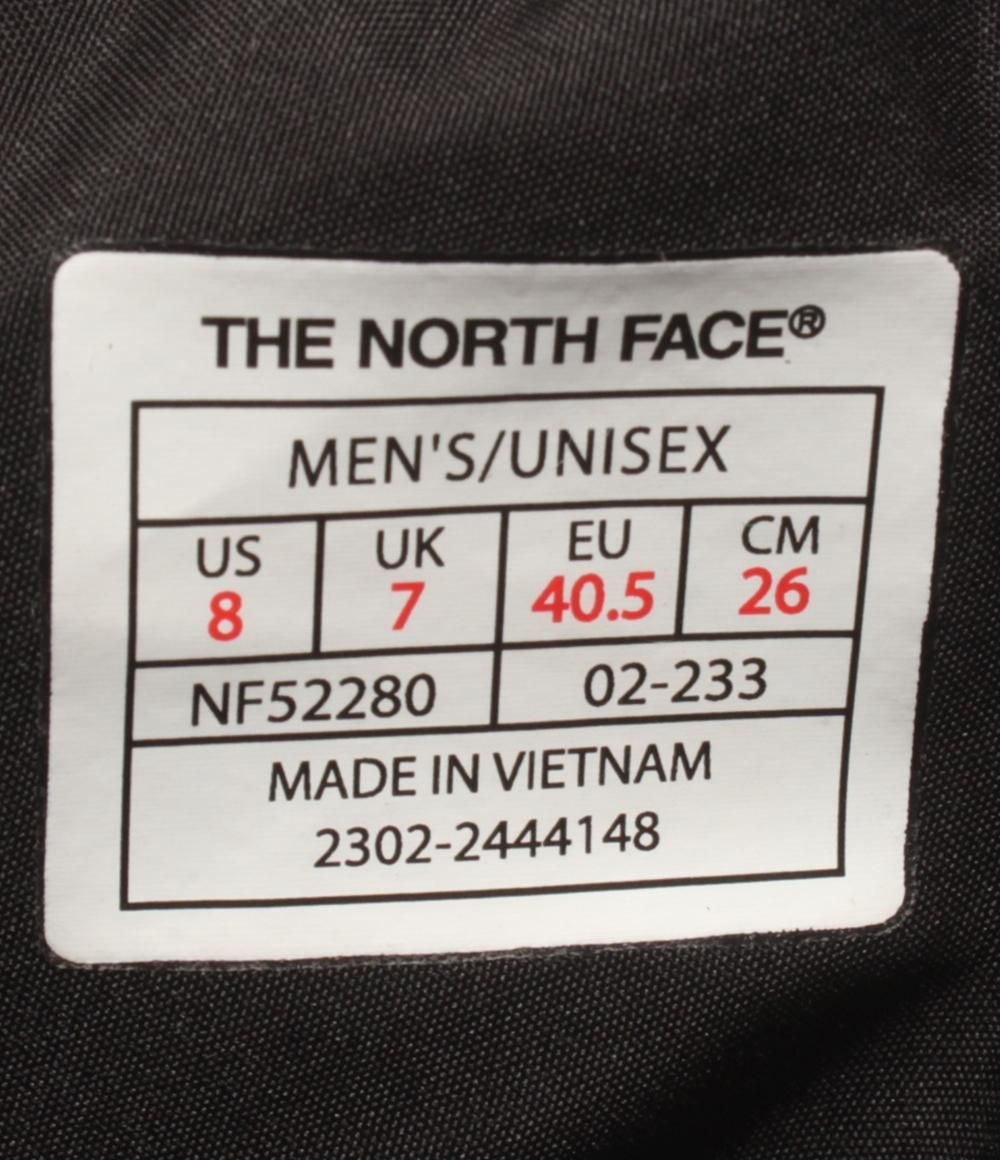 THE NORTH FACE®
MEN'S/UNISEX
US UK EU CM
8 7 40.5 26
NF52280 02-233
MADE IN VIETNAM
2302-2444148